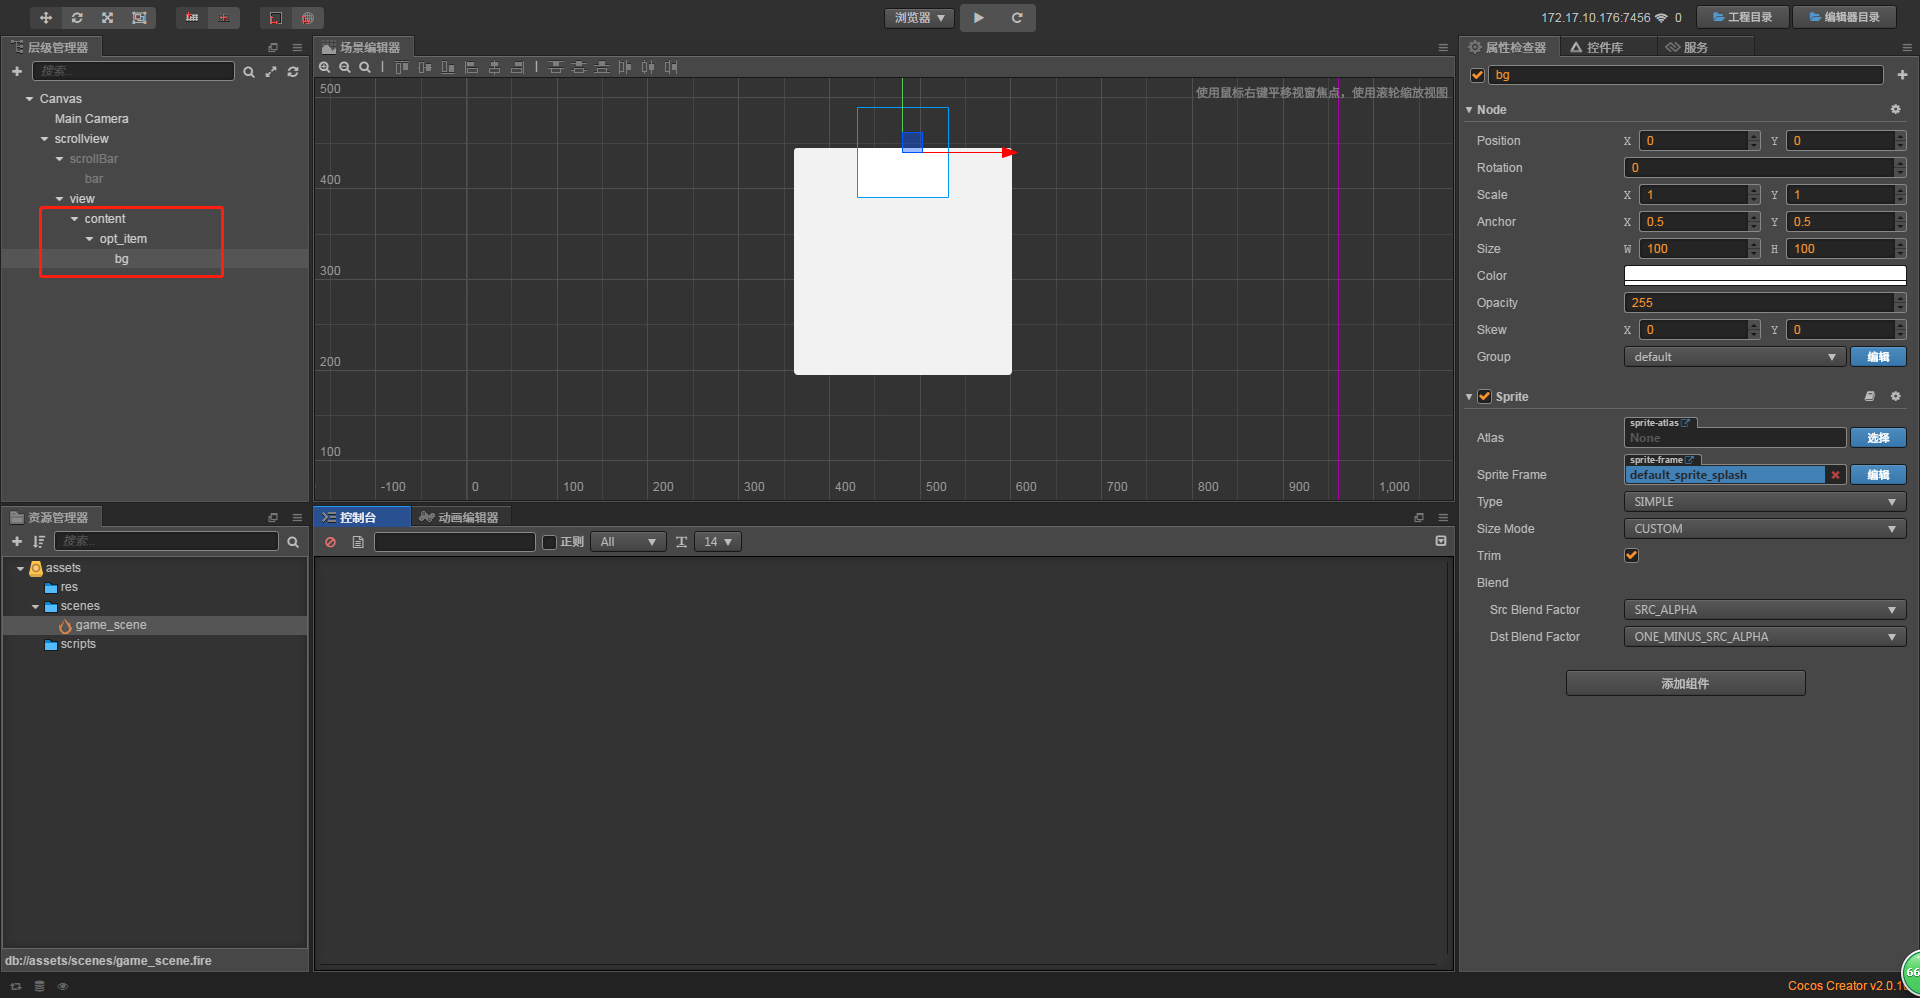 浏览器
172.17.10.176:7456 0
工程目录
编辑器目录
层级管理器
搜索...
Canvas
Main Camera
scrollview
scrollBar
bar
view
content
opt_item
bg
场景编辑器
使用鼠标右键平移视窗焦点，使用滚轮缩放视图
500
400
300
200
100
-100 0 100 200 300 400 500 600 700 800 900 1,000
资源管理器
搜索...
assets
res
scenes
game_scene
scripts
db://assets/scenes/game_scene.fire
控制台
动画编辑器
正则
All
14
属性检查器
控件库
服务
bg
Node
Position X 0 Y 0
Rotation 0
Scale X 1 Y 1
Anchor X 0.5 Y 0.5
Size W 100 H 100
Color
Opacity 255
Skew X 0 Y 0
Group default 编辑
Sprite
sprite-atlas
Atlas None 选择
sprite-frame
Sprite Frame default_sprite_splash 编辑
Type SIMPLE
Size Mode CUSTOM
Trim
Blend
Src Blend Factor SRC_ALPHA
Dst Blend Factor ONE_MINUS_SRC_ALPHA
添加组件
66
Cocos Creator v2.0.1